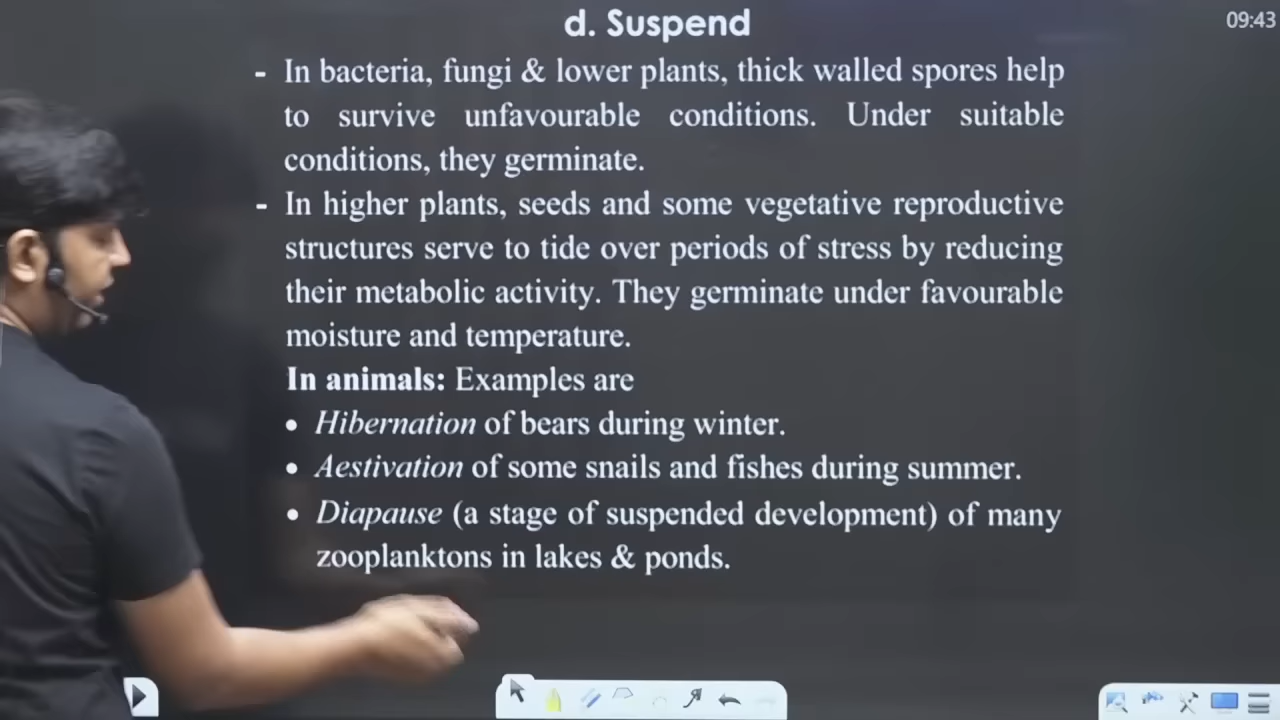 d. Suspend
09:43
- In bacteria, fungi & lower plants, thick walled spores help
to survive unfavourable conditions. Under suitable
conditions, they germinate.
- In higher plants, seeds and some vegetative reproductive
structures serve to tide over periods of stress by reducing
their metabolic activity. They germinate under favourable
moisture and temperature.
In animals: Examples are
• Hibernation of bears during winter.
• Aestivation of some snails and fishes during summer.
• Diapause (a stage of suspended development) of many
zooplanktons in lakes & ponds.